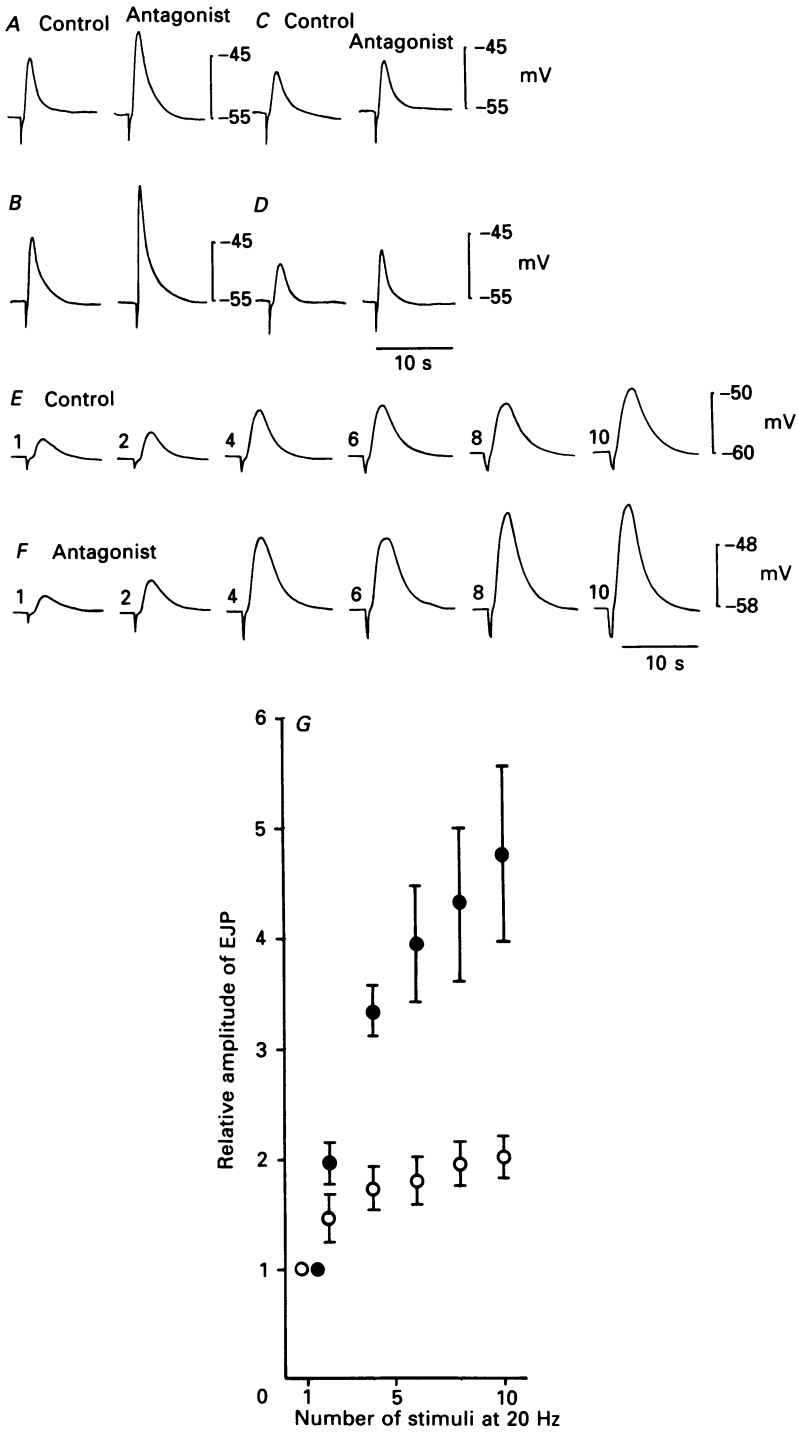 A Control Antagonist C Control
Antagonist
−45
−55
−45
mV
−55
B D
−45
−55
−45
mV
−55
10 s
E Control
1 2 4 6 8 10
−50
mV
−60
F Antagonist
1 2 4 6 8 10
−48
mV
−58
10 s
G
6
5
4
3
2
1
0
Relative amplitude of EJP
1 5 10
Number of stimuli at 20 Hz